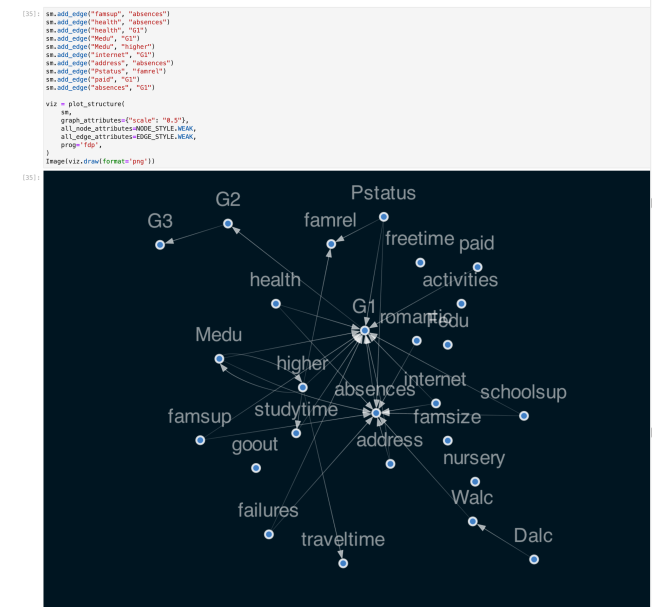 [35]:
sm.add_edge("famsup", "absences")
sm.add_edge("health", "absences")
sm.add_edge("health", "G1")
sm.add_edge("Medu", "G1")
sm.add_edge("Medu", "higher")
sm.add_edge("internet", "G1")
sm.add_edge("address", "absences")
sm.add_edge("Pstatus", "famrel")
sm.add_edge("paid", "G1")
sm.add_edge("absences", "G1")
viz = plot_structure(
sm,
graph_attributes={"scale": "0.5"},
all_node_attributes=NODE_STYLE.WEAK,
all_edge_attributes=EDGE_STYLE.WEAK,
prog='fdp',
)
Image(viz.draw(format='png'))
[35]:
Pstatus
G2
G3
famrel
freetime
paid
health
activities
G1
romantic
Fedu
Medu
higher
absences
internet
schoolsup
famsup
studytime
famsize
goout
address
nursery
Walc
failures
traveltime
Dalc